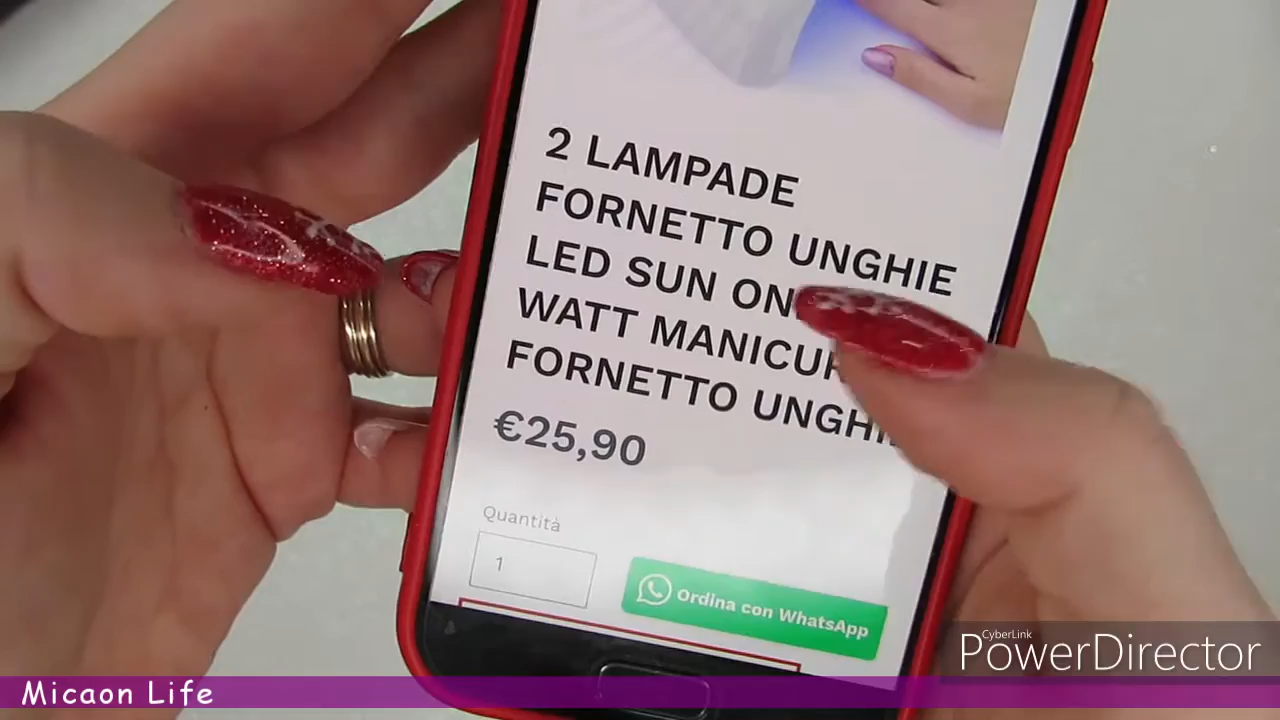 2 LAMPADE
FORNETTO UNGHIE
LED SUN
WATT
FORNETTO
€25,90
Quantità
1
Ordina con WhatsApp
CyberLink
PowerDirector
Micaon Life